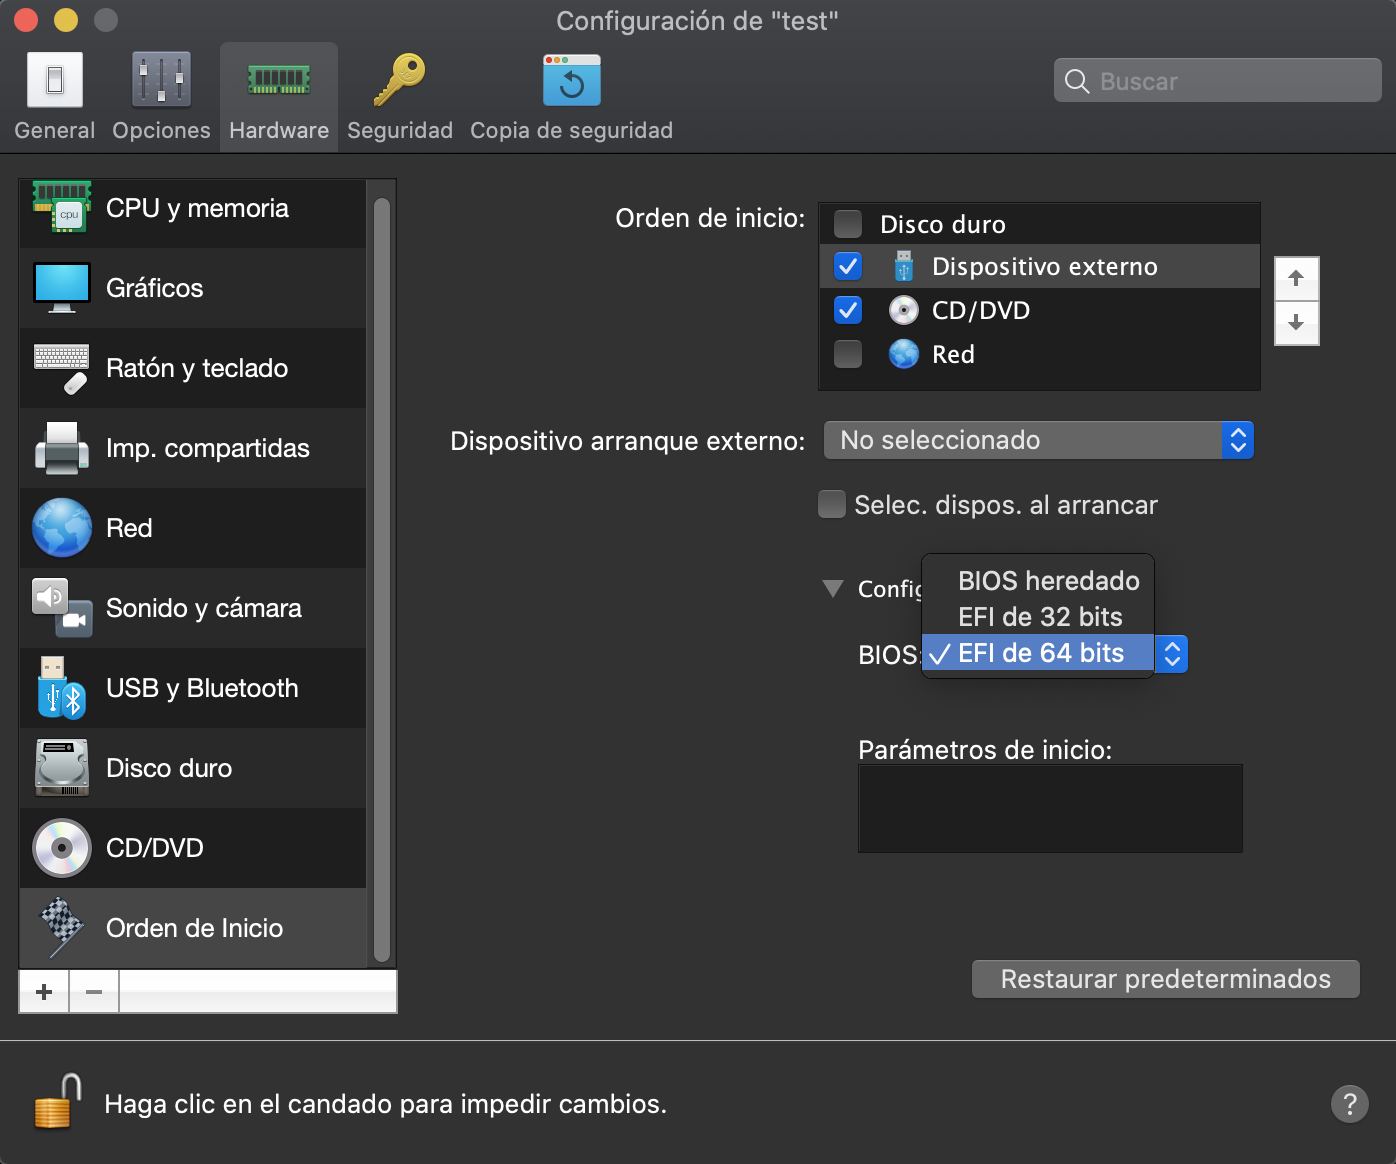 Configuración de "test"
General
Opciones
Hardware
Seguridad
Copia de seguridad
Buscar
cpu
CPU y memoria
Gráficos
Ratón y teclado
Imp. compartidas
Red
Sonido y cámara
USB y Bluetooth
Disco duro
CD/DVD
Orden de Inicio
Orden de inicio:
Disco duro
Dispositivo externo
CD/DVD
Red
Dispositivo arranque externo:
No seleccionado
Selec. dispos. al arrancar
Config
BIOS heredado
EFI de 32 bits
BIOS:
EFI de 64 bits
Parámetros de inicio:
Restaurar predeterminados
Haga clic en el candado para impedir cambios.
?